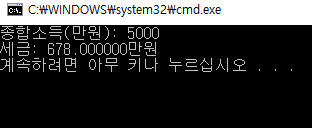 C:₩WINDOWS₩system32₩cmd.exe
종합소득(만원): 5000
세금: 678.000000만원
계속하려면 아무 키나 누르십시오 . . .